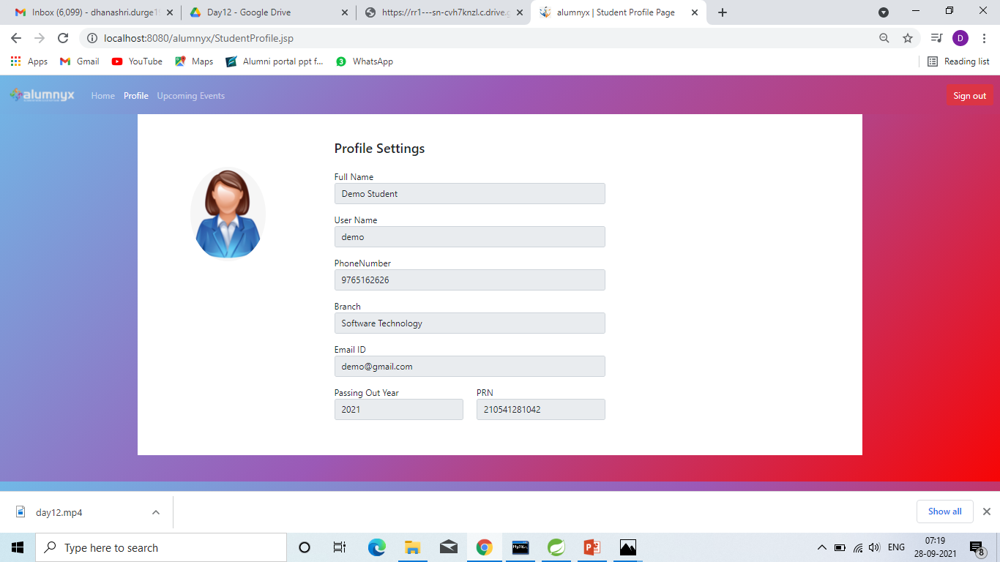 Inbox (6,099) - dhanashri.durge1
Day12 - Google Drive
https://rr1---sn-cvh7knzl.c.drive.g
alumnyx | Student Profile Page
localhost:8080/alumnyx/StudentProfile.jsp
D
Apps
Gmail
YouTube
Maps
Alumni portal ppt f...
3
WhatsApp
Reading list
alumnyx
Home
Profile
Upcoming Events
Sign out
Profile Settings
Full Name
Demo Student
User Name
demo
PhoneNumber
9765162626
Branch
Software Technology
Email ID
demo@gmail.com
Passing Out Year
PRN
2021
210541281042
day12.mp4
Show all
Type here to search
MySQL
ENG
07:19
28-09-2021
8